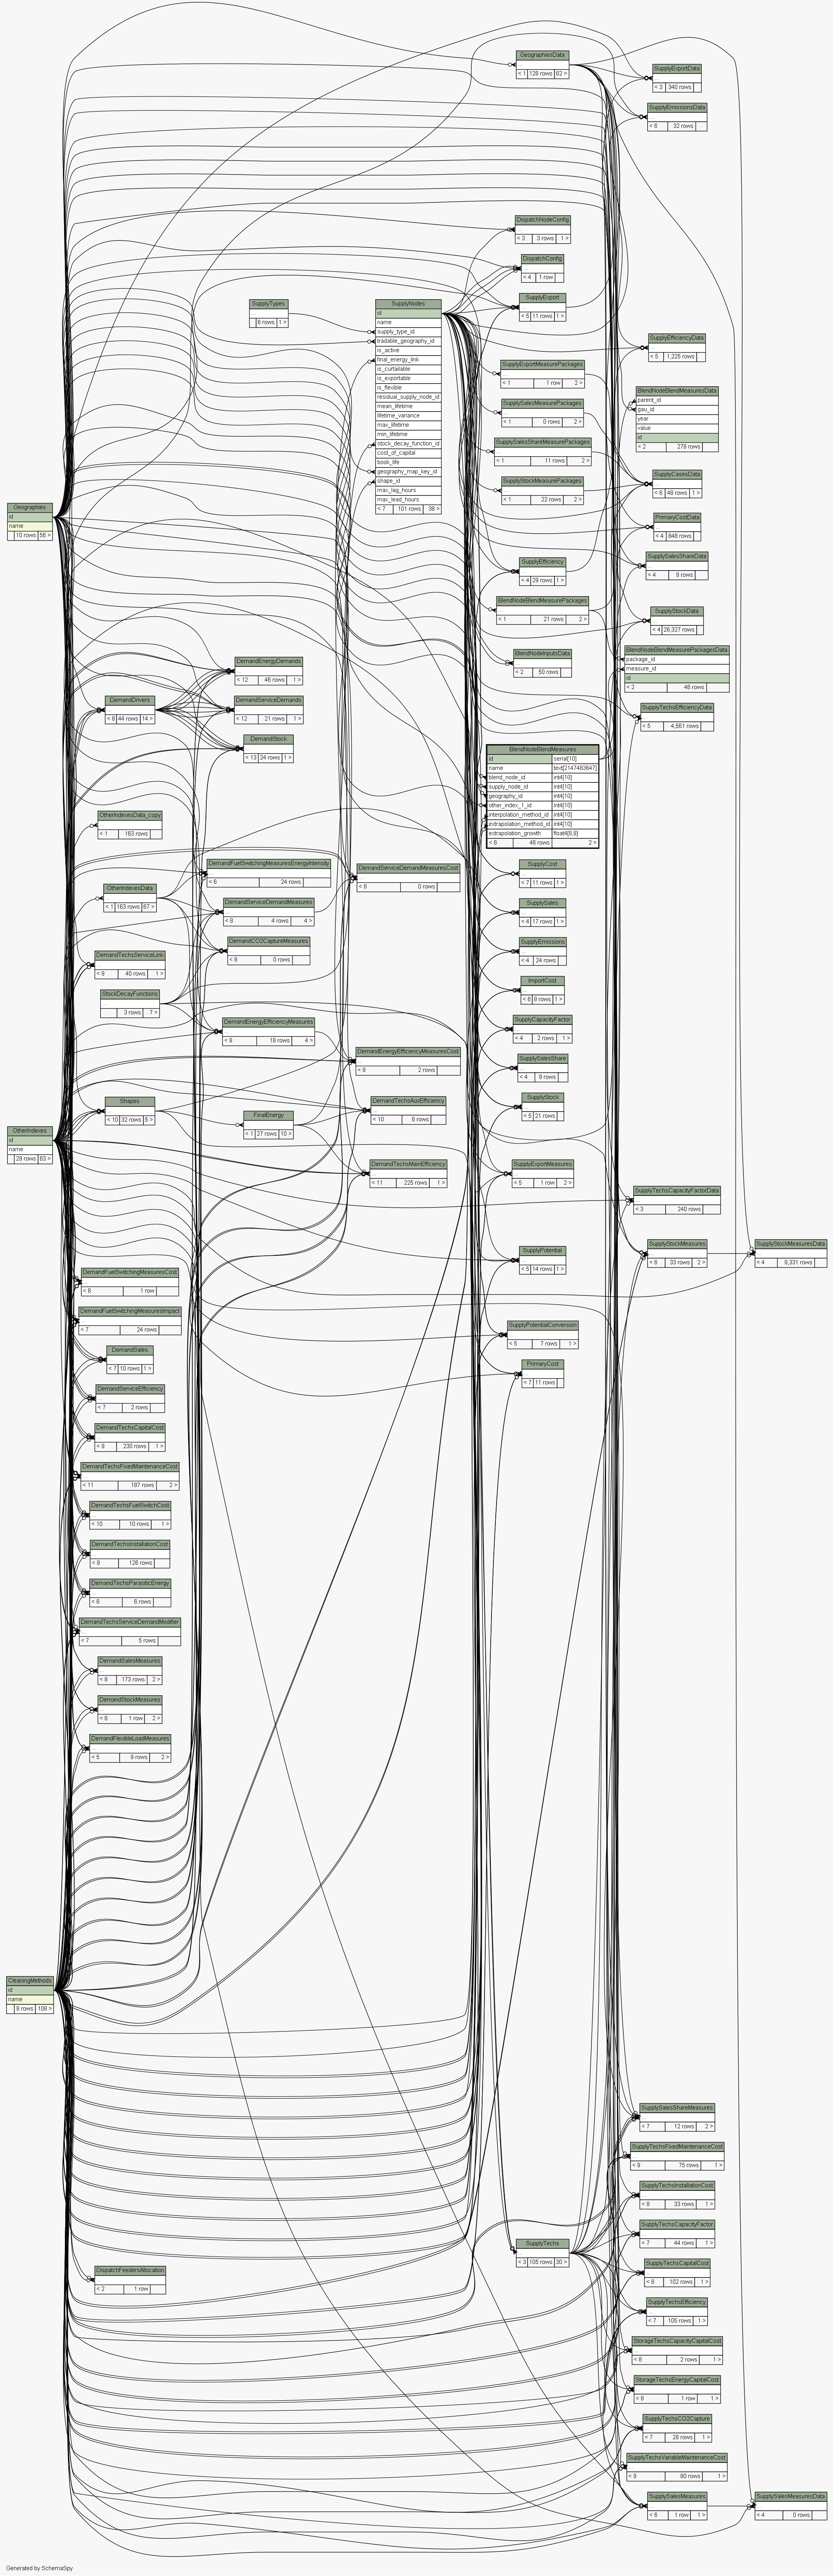 GeographiesData
...
< 1 128 rows 62 >
SupplyExportData
...
< 3 340 rows
SupplyEmissionsData
...
< 6 32 rows
DispatchNodeConfig
...
< 3 3 rows 1 >
DispatchConfig
...
< 4 1 row
SupplyExport
...
< 5 11 rows 1 >
SupplyTypes
...
6 rows 1 >
SupplyNodes
id
name
supply_type_id
tradable_geography_id
is_active
final_energy_link
is_curtailable
is_exportable
is_flexible
residual_supply_node_id
mean_lifetime
lifetime_variance
max_lifetime
min_lifetime
stock_decay_function_id
cost_of_capital
book_life
geography_map_key_id
shape_id
max_lag_hours
max_lead_hours
< 7 101 rows 38 >
SupplyEfficiencyData
...
< 5 1,225 rows
SupplyExportMeasurePackages
...
< 1 1 row 2 >
BlendNodeBlendMeasuresData
parent_id
gau_id
year
value
id
< 2 278 rows
SupplySalesMeasurePackages
...
< 1 0 rows 2 >
SupplySalesShareMeasurePackages
...
< 1 11 rows 2 >
SupplyCasesData
...
< 8 48 rows 1 >
SupplyStockMeasurePackages
...
< 1 22 rows 2 >
Geographies
id
name
10 rows 56 >
PrimaryCostData
...
< 4 848 rows
SupplySalesShareData
...
< 4 9 rows
SupplyEfficiency
...
< 4 29 rows 1 >
BlendNodeBlendMeasurePackages
...
< 1 21 rows 2 >
SupplyStockData
...
< 4 26,327 rows
BlendNodeInputsData
...
< 2 50 rows
BlendNodeBlendMeasurePackagesData
package_id
measure_id
id
< 2 46 rows
DemandEnergyDemands
...
< 12 46 rows 1 >
DemandDrivers
...
< 8 44 rows 14 >
DemandServiceDemands
...
< 12 21 rows 1 >
SupplyTechsEfficiencyData
...
< 5 4,561 rows
DemandStock
...
< 13 24 rows 1 >
BlendNodeBlendMeasures
id serial[10]
name text[2147483647]
blend_node_id int4[10]
supply_node_id int4[10]
geography_id int4[10]
other_index_1_id int4[10]
interpolation_method_id int4[10]
extrapolation_method_id int4[10]
extrapolation_growth float4[8,8]
< 6 46 rows 2 >
OtherIndexesData_copy
...
< 1 163 rows
DemandFuelSwitchingMeasuresEnergyIntensity
...
< 6 24 rows
DemandServiceDemandMeasuresCost
...
< 8 0 rows
SupplyCost
...
< 7 11 rows 1 >
OtherIndexesData
...
< 1 163 rows 67 >
DemandServiceDemandMeasures
...
< 8 4 rows 4 >
SupplySales
...
< 4 17 rows 1 >
DemandCO2CaptureMeasures
...
< 8 0 rows
SupplyEmissions
...
< 4 24 rows
DemandTechsServiceLink
...
< 9 40 rows 1 >
ImportCost
...
< 6 9 rows 1 >
StockDecayFunctions
...
3 rows 7 >
DemandEnergyEfficiencyMeasures
...
< 8 18 rows 4 >
SupplyCapacityFactor
...
< 4 2 rows 1 >
DemandEnergyEfficiencyMeasuresCost
...
< 8 2 rows
SupplySalesShare
...
< 4 9 rows
Shapes
...
< 10 32 rows 5 >
FinalEnergy
...
< 1 27 rows 10 >
DemandTechsAuxEfficiency
...
< 10 6 rows
SupplyStock
...
< 5 21 rows
OtherIndexes
id
name
29 rows 83 >
DemandTechsMainEfficiency
...
< 11 225 rows 1 >
SupplyExportMeasures
...
< 5 1 row 2 >
SupplyTechsCapacityFactorData
...
< 3 240 rows
SupplyStockMeasures
...
< 6 33 rows 2 >
SupplyStockMeasuresData
...
< 4 9,331 rows
SupplyPotential
...
< 5 14 rows 1 >
DemandFuelSwitchingMeasuresCost
...
< 8 1 row
DemandFuelSwitchingMeasuresImpact
...
< 7 24 rows
SupplyPotentialConversion
...
< 5 7 rows 1 >
DemandSales
...
< 7 10 rows 1 >
PrimaryCost
...
< 7 11 rows
DemandServiceEfficiency
...
< 7 2 rows
DemandTechsCapitalCost
...
< 9 230 rows 1 >
DemandTechsFixedMaintenanceCost
...
< 11 187 rows 2 >
DemandTechsFuelSwitchCost
...
< 10 10 rows 1 >
DemandTechsInstallationCost
...
< 9 126 rows
DemandTechsParasiticEnergy
...
< 8 6 rows
DemandTechsServiceDemandModifier
...
< 7 5 rows
DemandSalesMeasures
...
< 8 173 rows 2 >
DemandStockMeasures
...
< 6 1 row 2 >
DemandFlexibleLoadMeasures
...
< 5 9 rows 2 >
CleaningMethods
id
name
8 rows 108 >
SupplySalesShareMeasures
...
< 7 12 rows 2 >
SupplyTechsFixedMaintenanceCost
...
< 9 75 rows 1 >
SupplyTechsInstallationCost
...
< 8 33 rows 1 >
SupplyTechsCapacityFactor
...
< 7 44 rows 1 >
SupplyTechs
...
< 3 105 rows 30 >
SupplyTechsCapitalCost
...
< 8 102 rows 1 >
DispatchFeedersAllocation
...
< 2 1 row
SupplyTechsEfficiency
...
< 7 105 rows 1 >
StorageTechsCapacityCapitalCost
...
< 8 2 rows 1 >
StorageTechsEnergyCapitalCost
...
< 8 1 row 1 >
SupplyTechsCO2Capture
...
< 7 28 rows 1 >
SupplyTechsVariableMaintenanceCost
...
< 8 80 rows 1 >
SupplySalesMeasures
...
< 6 1 row 1 >
SupplySalesMeasuresData
...
< 4 0 rows
Generated by SchemaSpy